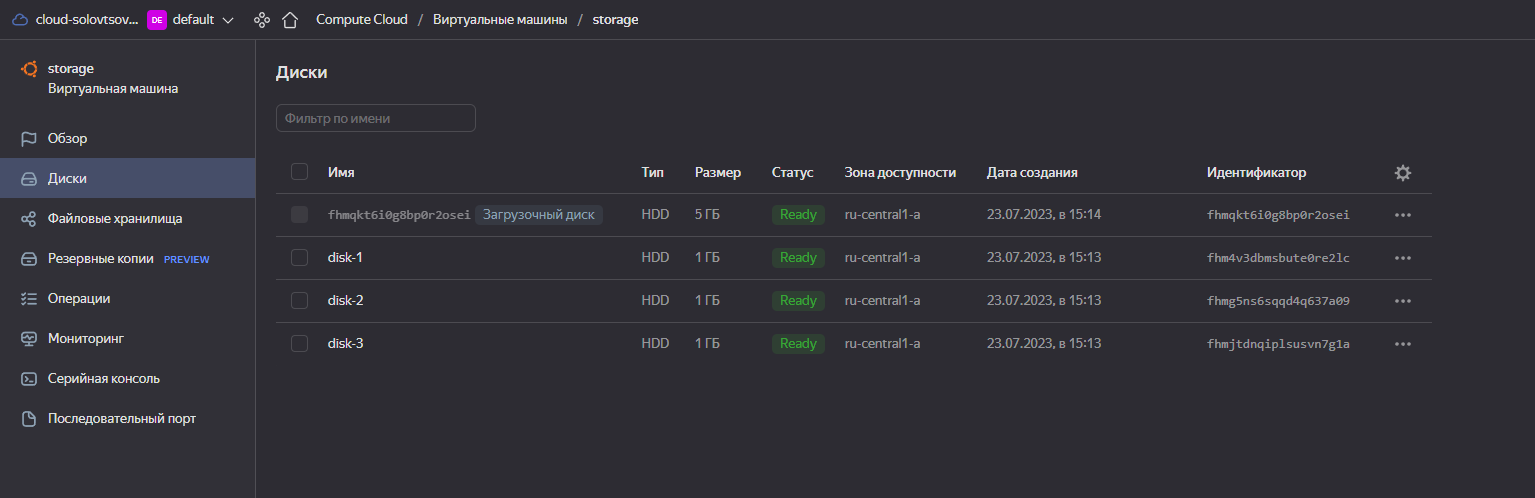 cloud-solovtsov... DE default Compute Cloud / Виртуальные машины / storage
storage
Виртуальная машина
Обзор
Диски
Файловые хранилища
Резервные копии PREVIEW
Операции
Мониторинг
Серийная консоль
Последовательный порт
Диски
Фильтр по имени
Имя Тип Размер Статус Зона доступности Дата создания Идентификатор
fhmqkt6i0g8bp0r2osei Загрузочный диск HDD 5 ГБ Ready ru-central1-a 23.07.2023, в 15:14 fhmqkt6i0g8bp0r2osei
disk-1 HDD 1 ГБ Ready ru-central1-a 23.07.2023, в 15:13 fhm4v3dbmsbute0re2lc
disk-2 HDD 1 ГБ Ready ru-central1-a 23.07.2023, в 15:13 fhmg5ns6sqqd4q637a09
disk-3 HDD 1 ГБ Ready ru-central1-a 23.07.2023, в 15:13 fhmjtdnqiplsusvn7g1a